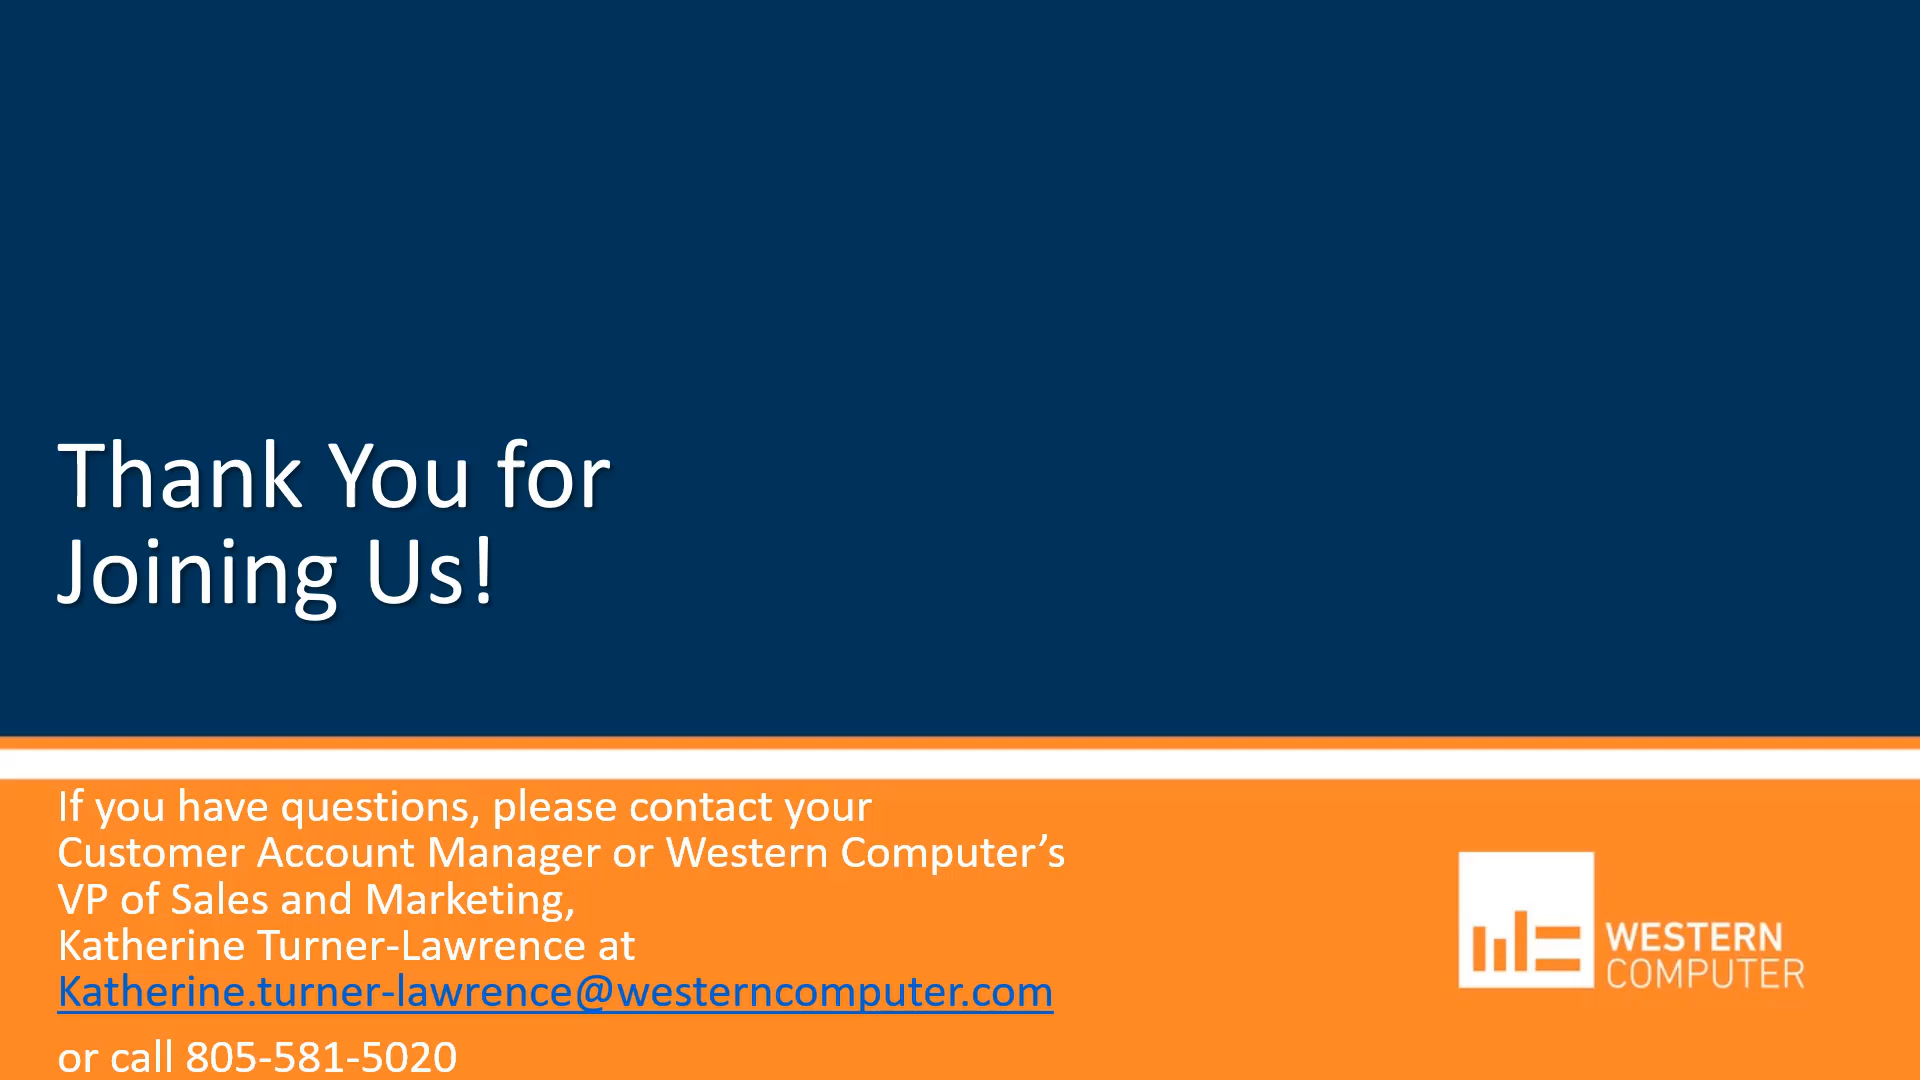 Thank You for
Joining Us!
If you have questions, please contact your
Customer Account Manager or Western Computer’s
VP of Sales and Marketing,
Katherine Turner-Lawrence at
Katherine.turner-lawrence@westerncomputer.com
or call 805-581-5020
WESTERN
COMPUTER